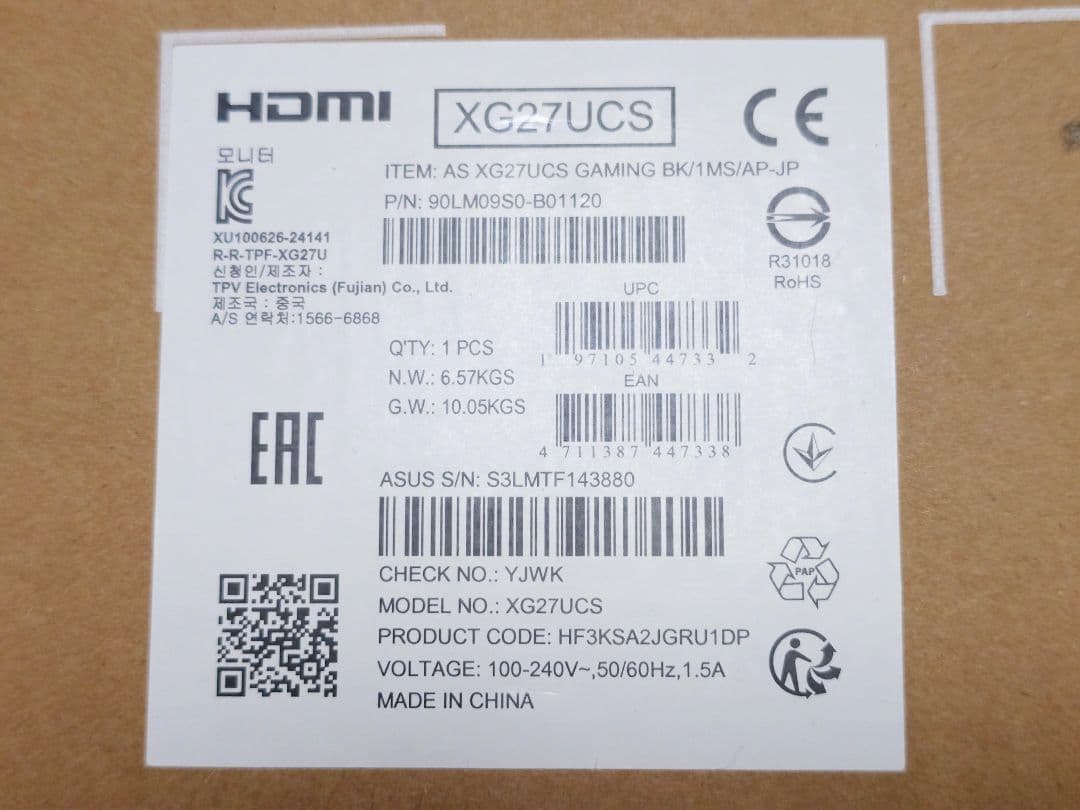 HDMI
XG27UCS
CE
모니터
ITEM: AS XG27UCS GAMING BK/1MS/AP-JP
P/N: 90LM09S0-B01120
XU100626-24141
R-R-TPF-XG27U
신청인/제조자 :
TPV Electronics (Fujian) Co., Ltd.
제조국 : 중국
A/S 연락처:1566-6868
R31018
RoHS
UPC
1 97105 44733 2
Q'TY: 1 PCS
N.W.: 6.57KGS
G.W.: 10.05KGS
EAN
4 711387 447338
EAC
ASUS S/N: S3LMTF143880
CHECK NO.: YJWK
MODEL NO.: XG27UCS
PRODUCT CODE: HF3KSA2JGRU1DP
VOLTAGE: 100-240V~,50/60Hz,1.5A
MADE IN CHINA
PAP